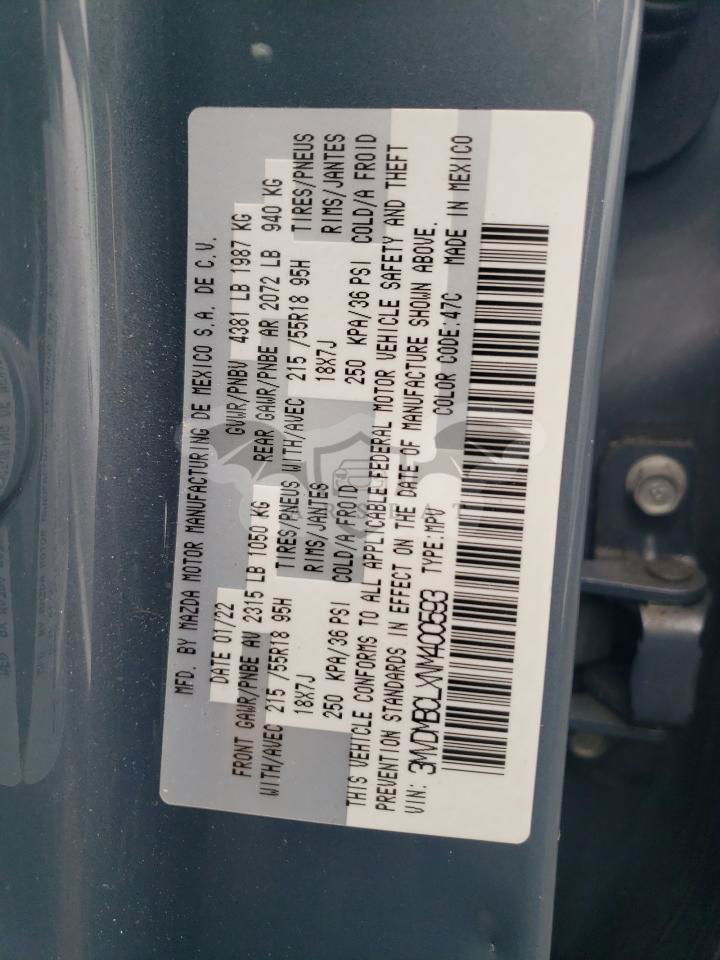 MFD. BY MAZDA MOTOR MANUFACTURING DE MEXICO S.A. DE C.V.
DATE 01/22 GVWR/PNBV 4381 LB 1987 KG
FRONT GAWR/PNBE AV 2315 LB 1050 KG REAR GAWR/PNBE AR 2072 LB 940 KG
WITH/AVEC 215 /55R18 95H TIRES/PNEUS WITH/AVEC 215 /55R18 95H TIRES/PNEUS
18X7J RIMS/JANTES 18X7J RIMS/JANTES
250 KPA/36 PSI COLD/A FROID 250 KPA/36 PSI COLD/A FROID
THIS VEHICLE CONFORMS TO ALL APPLICABLE FEDERAL MOTOR VEHICLE SAFETY AND THEFT
PREVENTION STANDARDS IN EFFECT ON THE DATE OF MANUFACTURE SHOWN ABOVE.
VIN: 3MVDMBCLXNM400593 TYPE:MPV COLOR CODE:47C MADE IN MEXICO